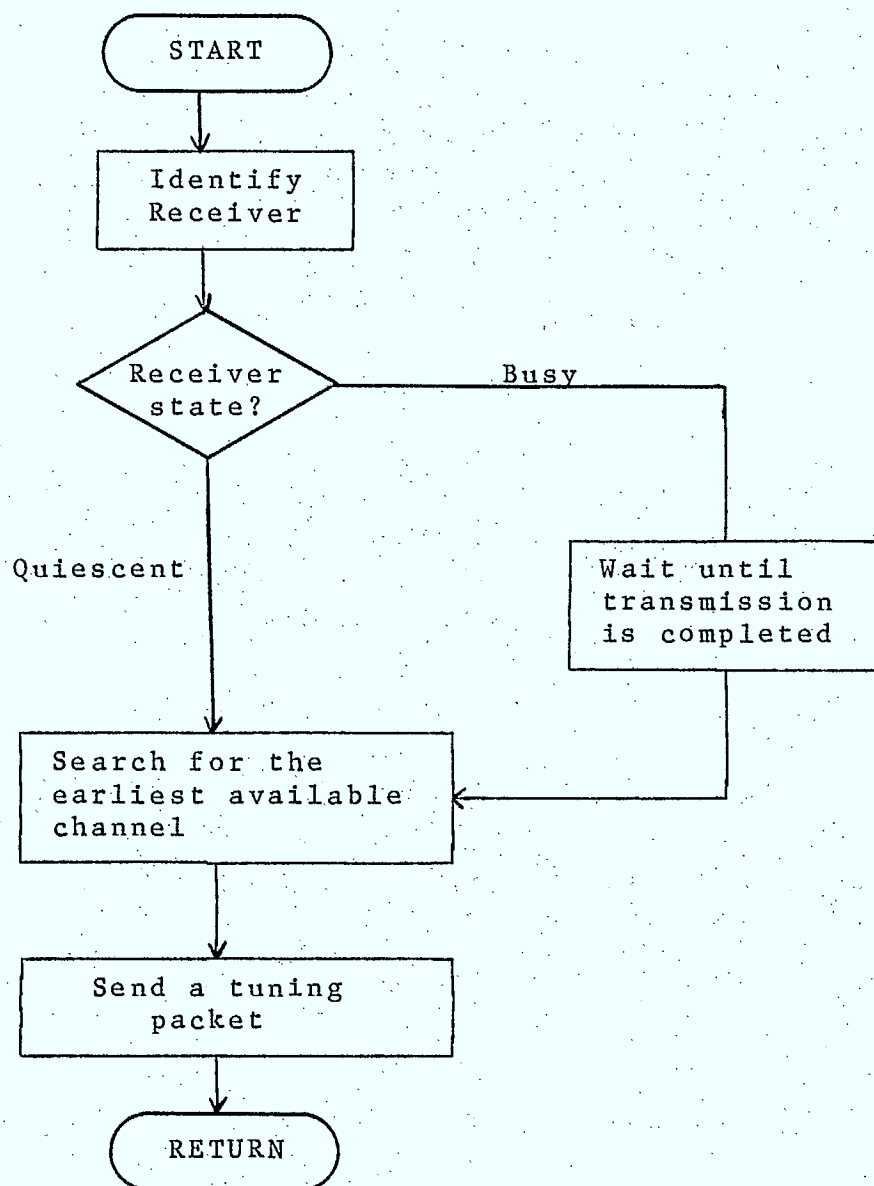 START
Identify
Receiver
Receiver
state?
Busy
Quiescent
Wait until
transmission
is completed
Search for the
earliest available
channel
Send a tuning
packet
RETURN